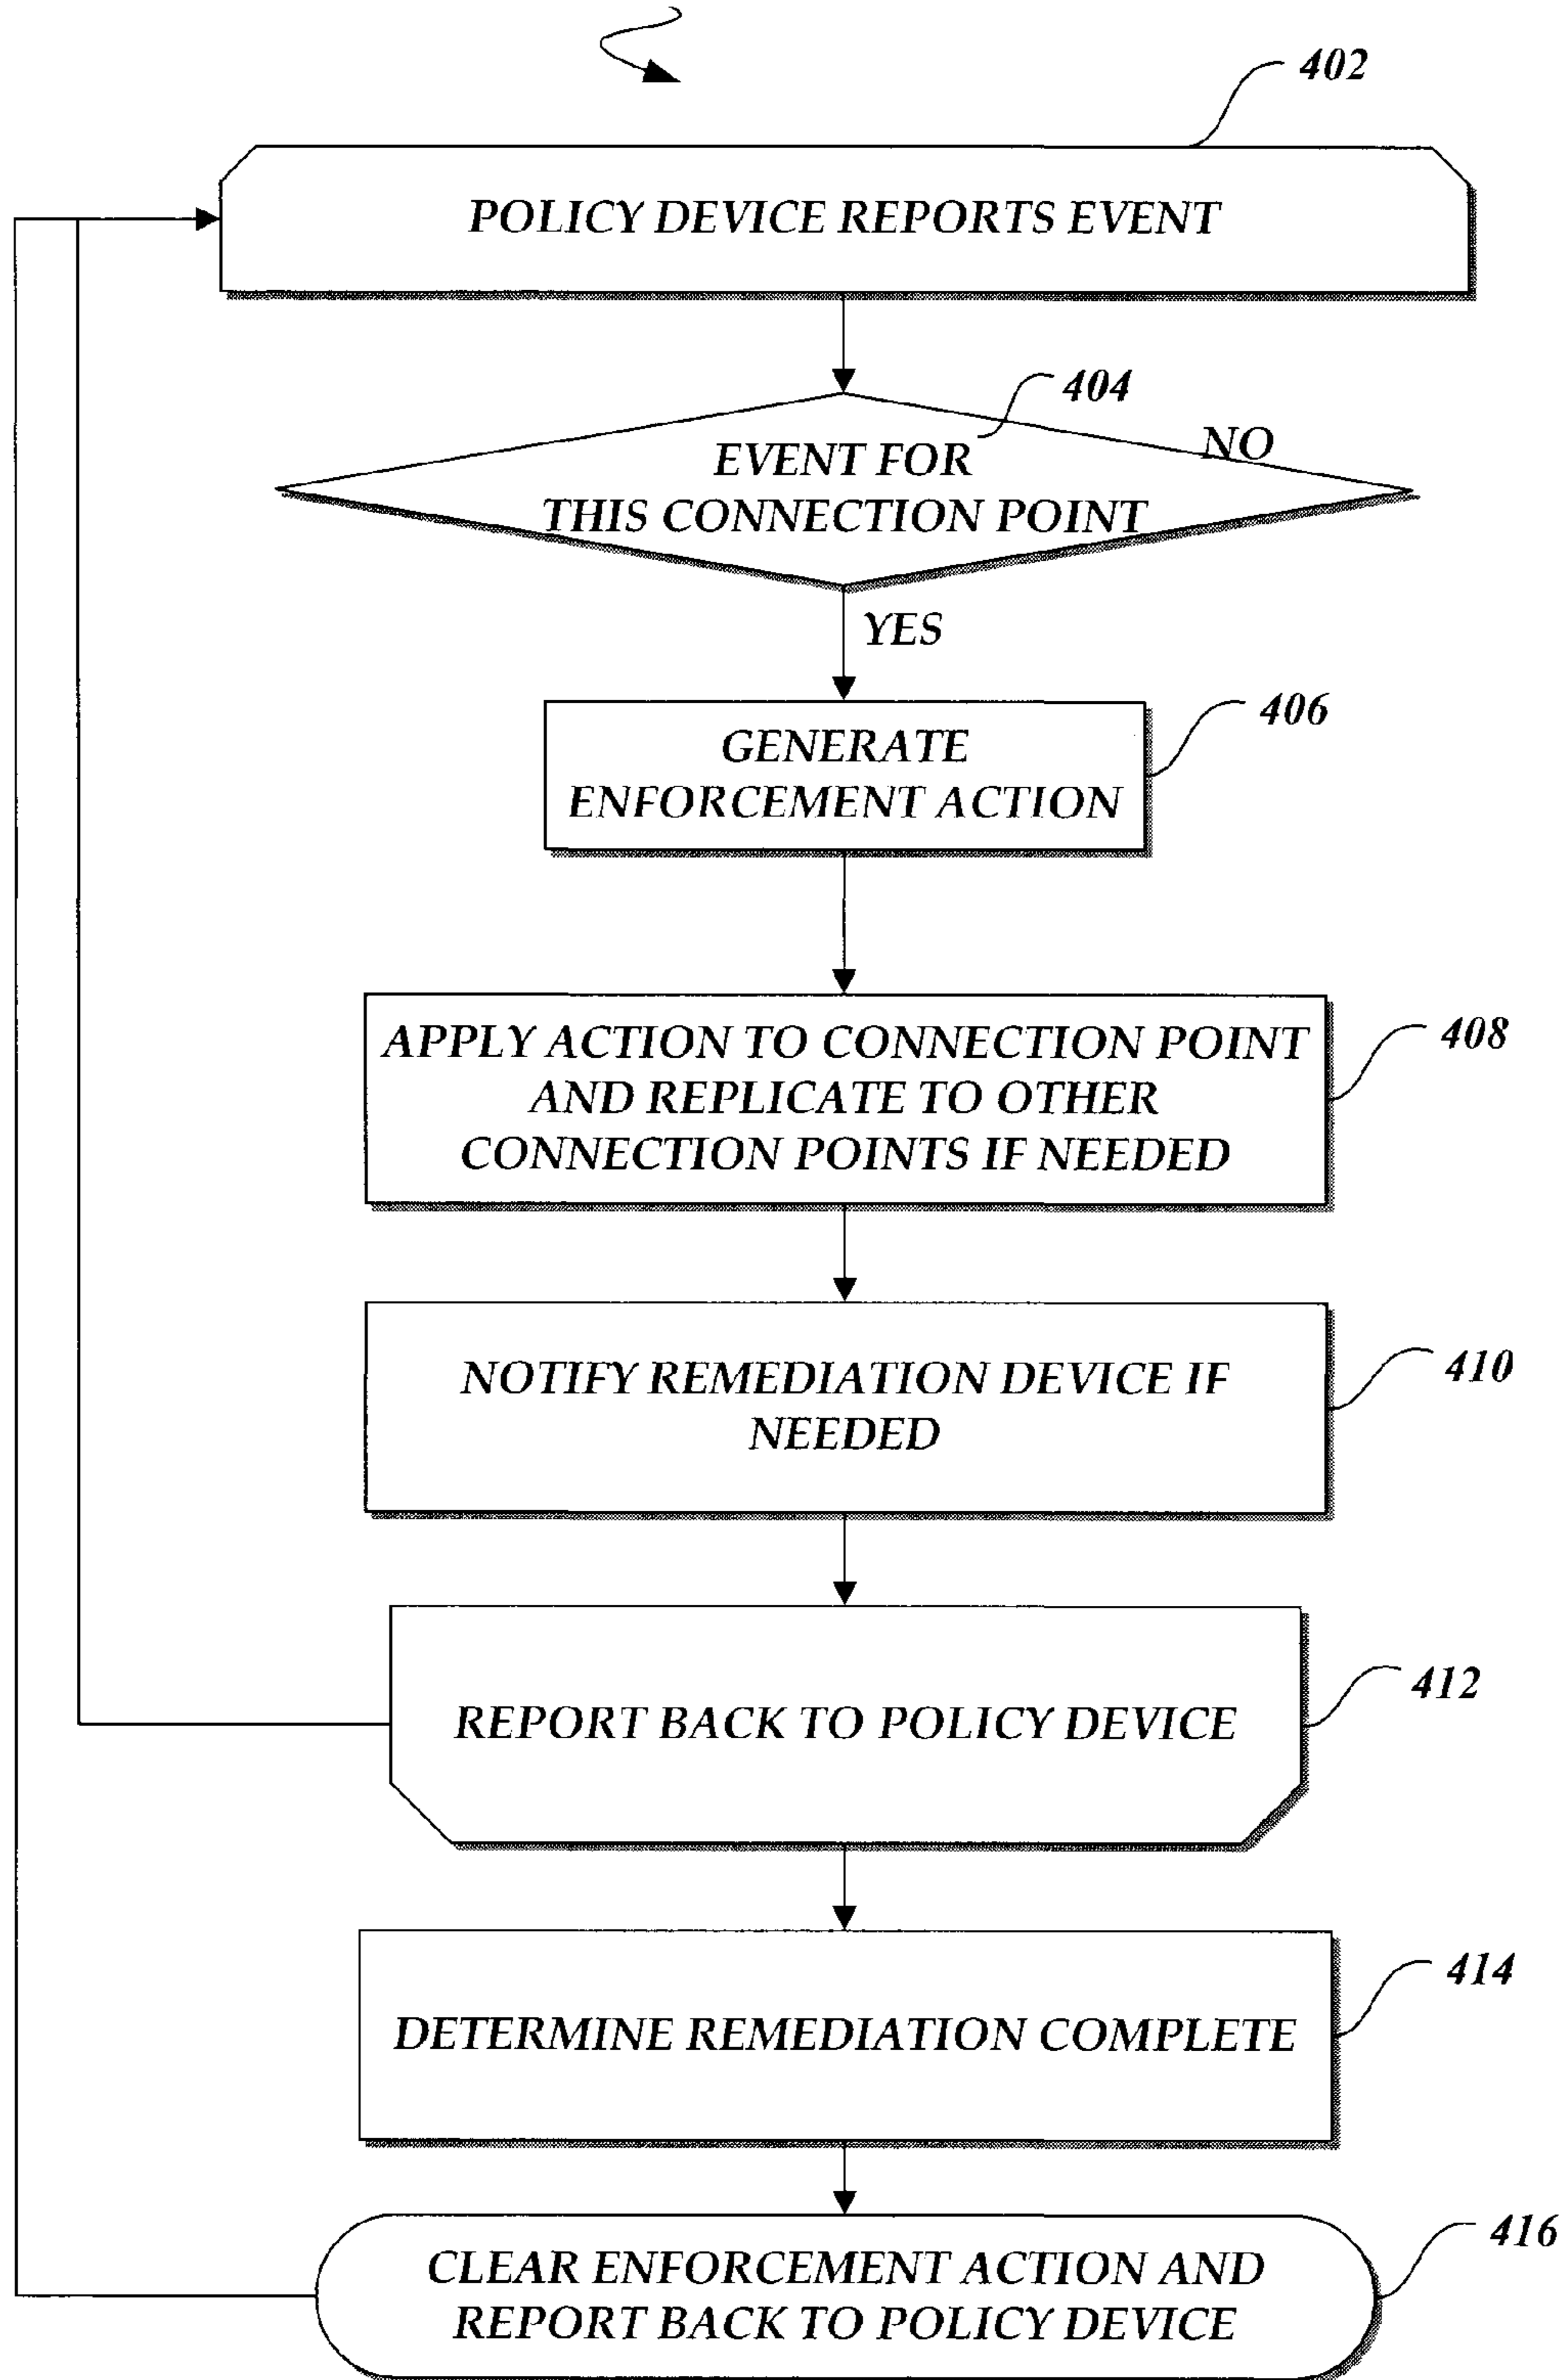 402
POLICY DEVICE REPORTS EVENT
404
EVENT FOR
THIS CONNECTION POINT
NO
YES
406
GENERATE
ENFORCEMENT ACTION
408
APPLY ACTION TO CONNECTION POINT
AND REPLICATE TO OTHER
CONNECTION POINTS IF NEEDED
410
NOTIFY REMEDIATION DEVICE IF
NEEDED
412
REPORT BACK TO POLICY DEVICE
414
DETERMINE REMEDIATION COMPLETE
416
CLEAR ENFORCEMENT ACTION AND
REPORT BACK TO POLICY DEVICE